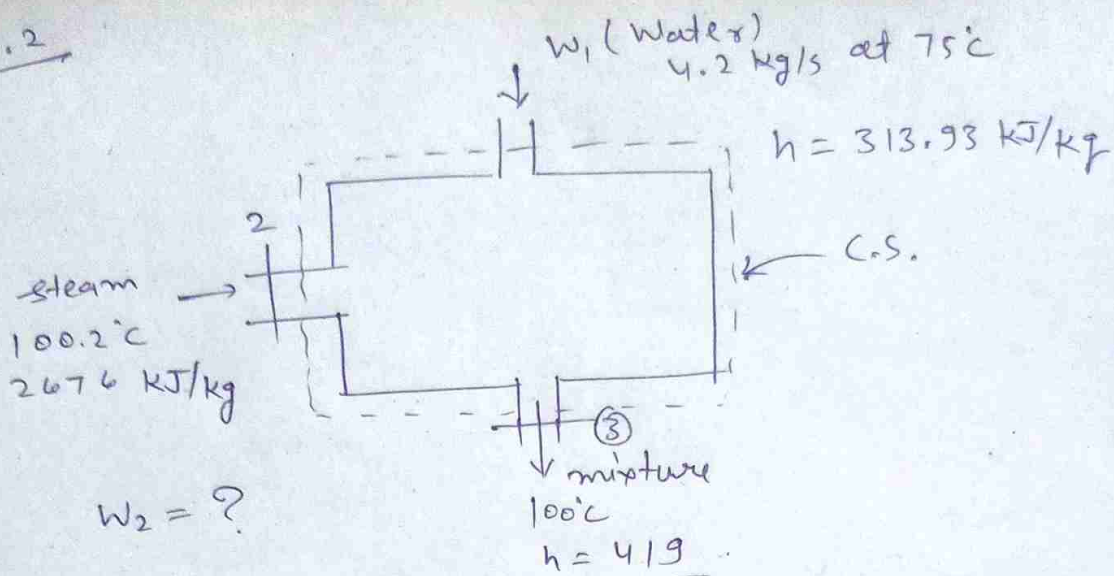 .2
W₁ (Water)
4.2 kg/s at 75°C
h = 313.93 kJ/kg
2
C.S.
steam
100.2°C
2676 kJ/kg
③
mixture
100°C
h = 419
W₂ = ?